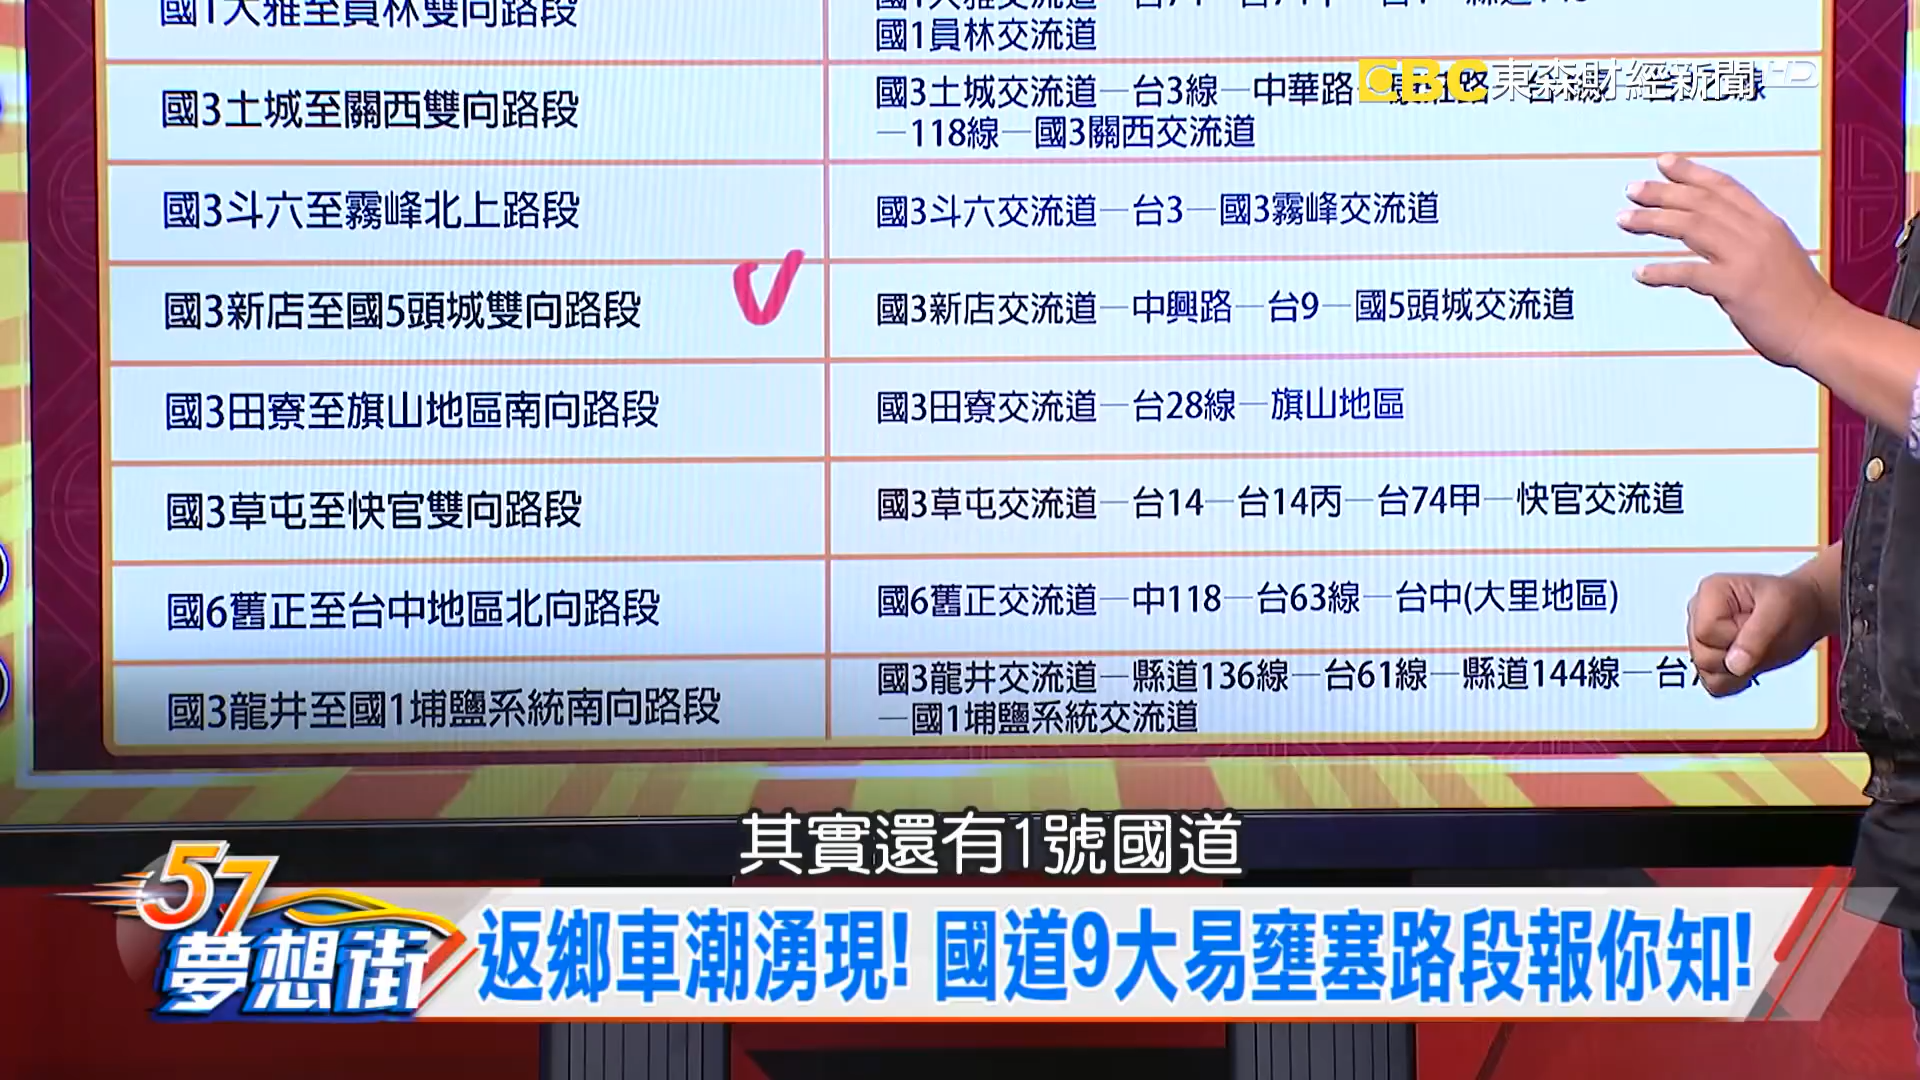 國1大雅至員林雙向路段
國1員林交流道
國3土城至關西雙向路段
國3土城交流道—台3線—中華路
—118線—國3關西交流道
EBC東森財經新聞HD
國3斗六至霧峰北上路段
國3斗六交流道—台3—國3霧峰交流道
國3新店至國5頭城雙向路段
國3新店交流道—中興路—台9—國5頭城交流道
國3田寮至旗山地區南向路段
國3田寮交流道—台28線—旗山地區
國3草屯至快官雙向路段
國3草屯交流道—台14—台14丙—台74甲—快官交流道
國6舊正至台中地區北向路段
國6舊正交流道—中118—台63線—台中(大里地區)
國3龍井至國1埔鹽系統南向路段
國3龍井交流道—縣道136線—台61線—縣道144線—台
—國1埔鹽系統交流道
其實還有1號國道
57
夢想街
返鄉車潮湧現! 國道9大易壅塞路段報你知!